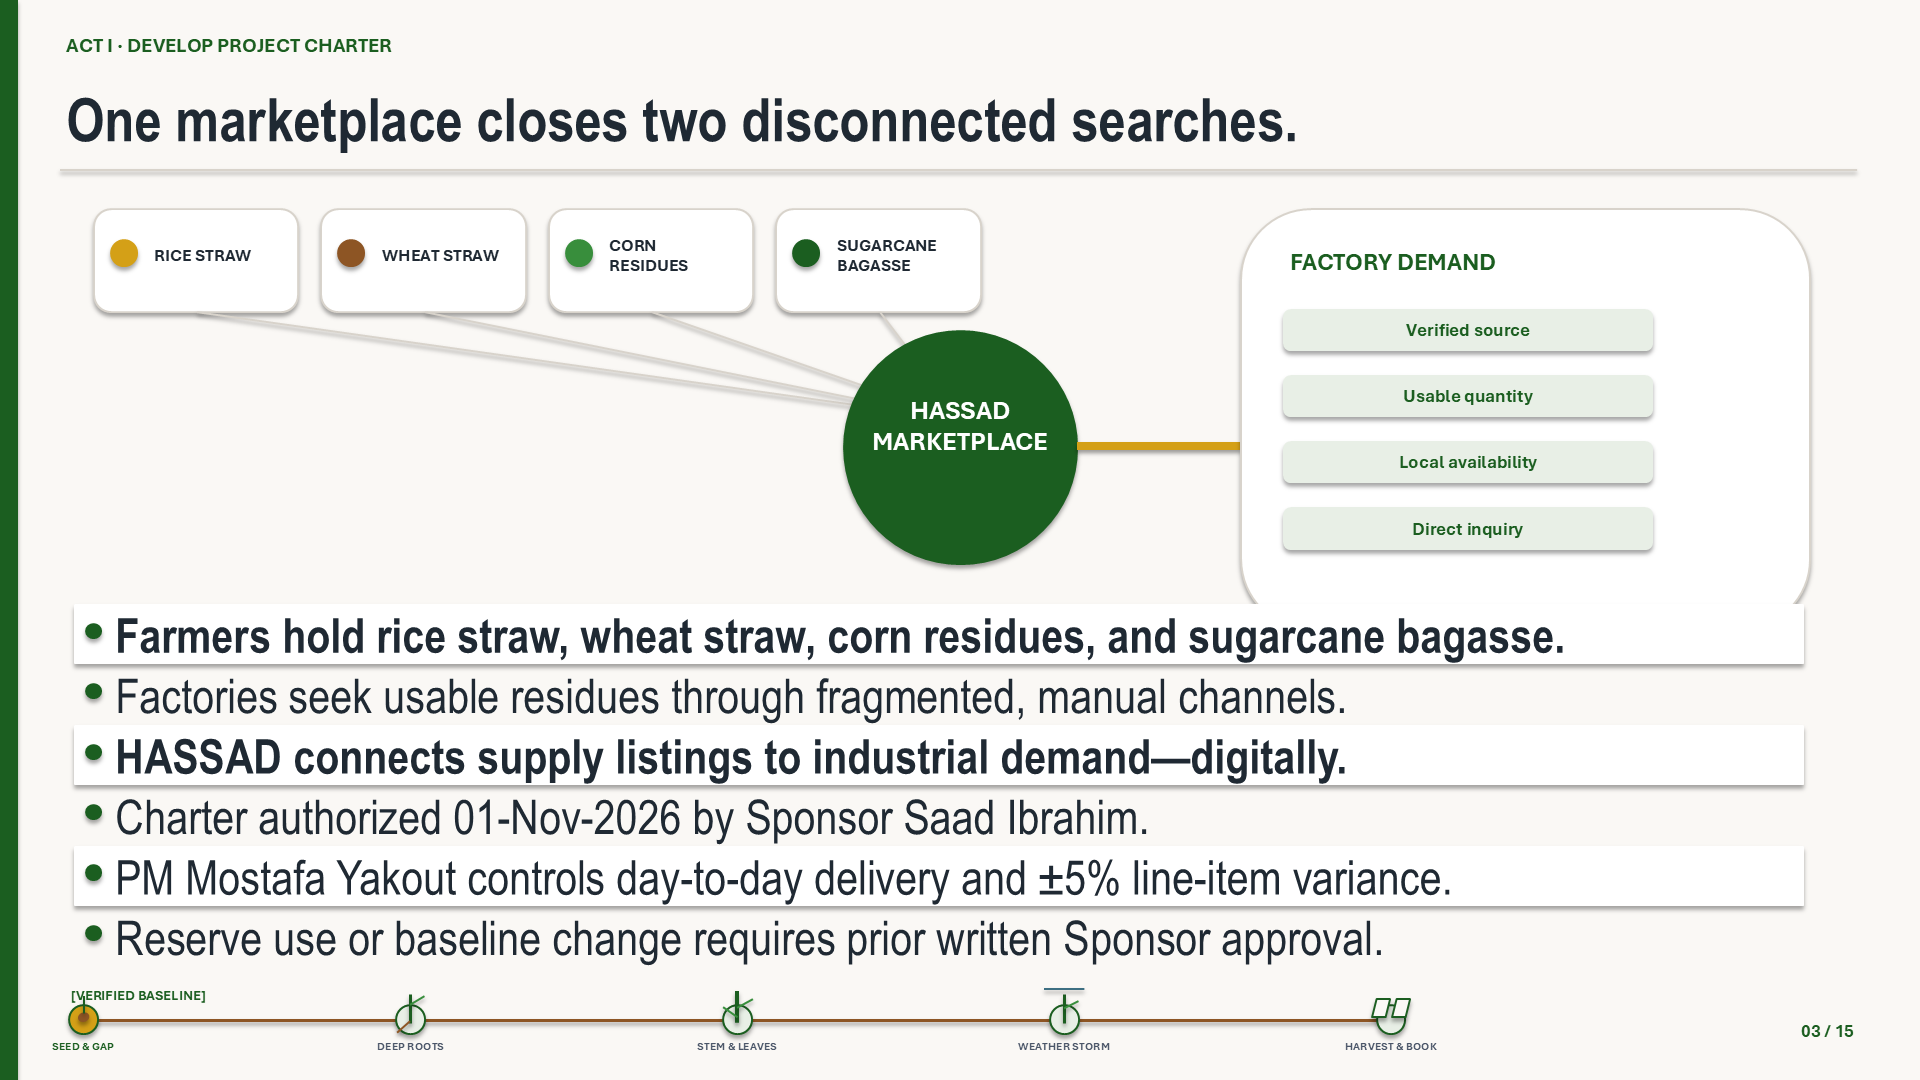 ACT I · DEVELOP PROJECT CHARTER
One marketplace closes two disconnected searches.
RICE STRAW
WHEAT STRAW
CORN
RESIDUES
SUGARCANE
BAGASSE
HASSAD
MARKETPLACE
FACTORY DEMAND
Verified source
Usable quantity
Local availability
Direct inquiry
• Farmers hold rice straw, wheat straw, corn residues, and sugarcane bagasse.
• Factories seek usable residues through fragmented, manual channels.
• HASSAD connects supply listings to industrial demand—digitally.
• Charter authorized 01-Nov-2026 by Sponsor Saad Ibrahim.
• PM Mostafa Yakout controls day-to-day delivery and ±5% line-item variance.
• Reserve use or baseline change requires prior written Sponsor approval.
[VERIFIED BASELINE]
SEED & GAP
DEEP ROOTS
STEM & LEAVES
WEATHER STORM
HARVEST & BOOK
03 / 15